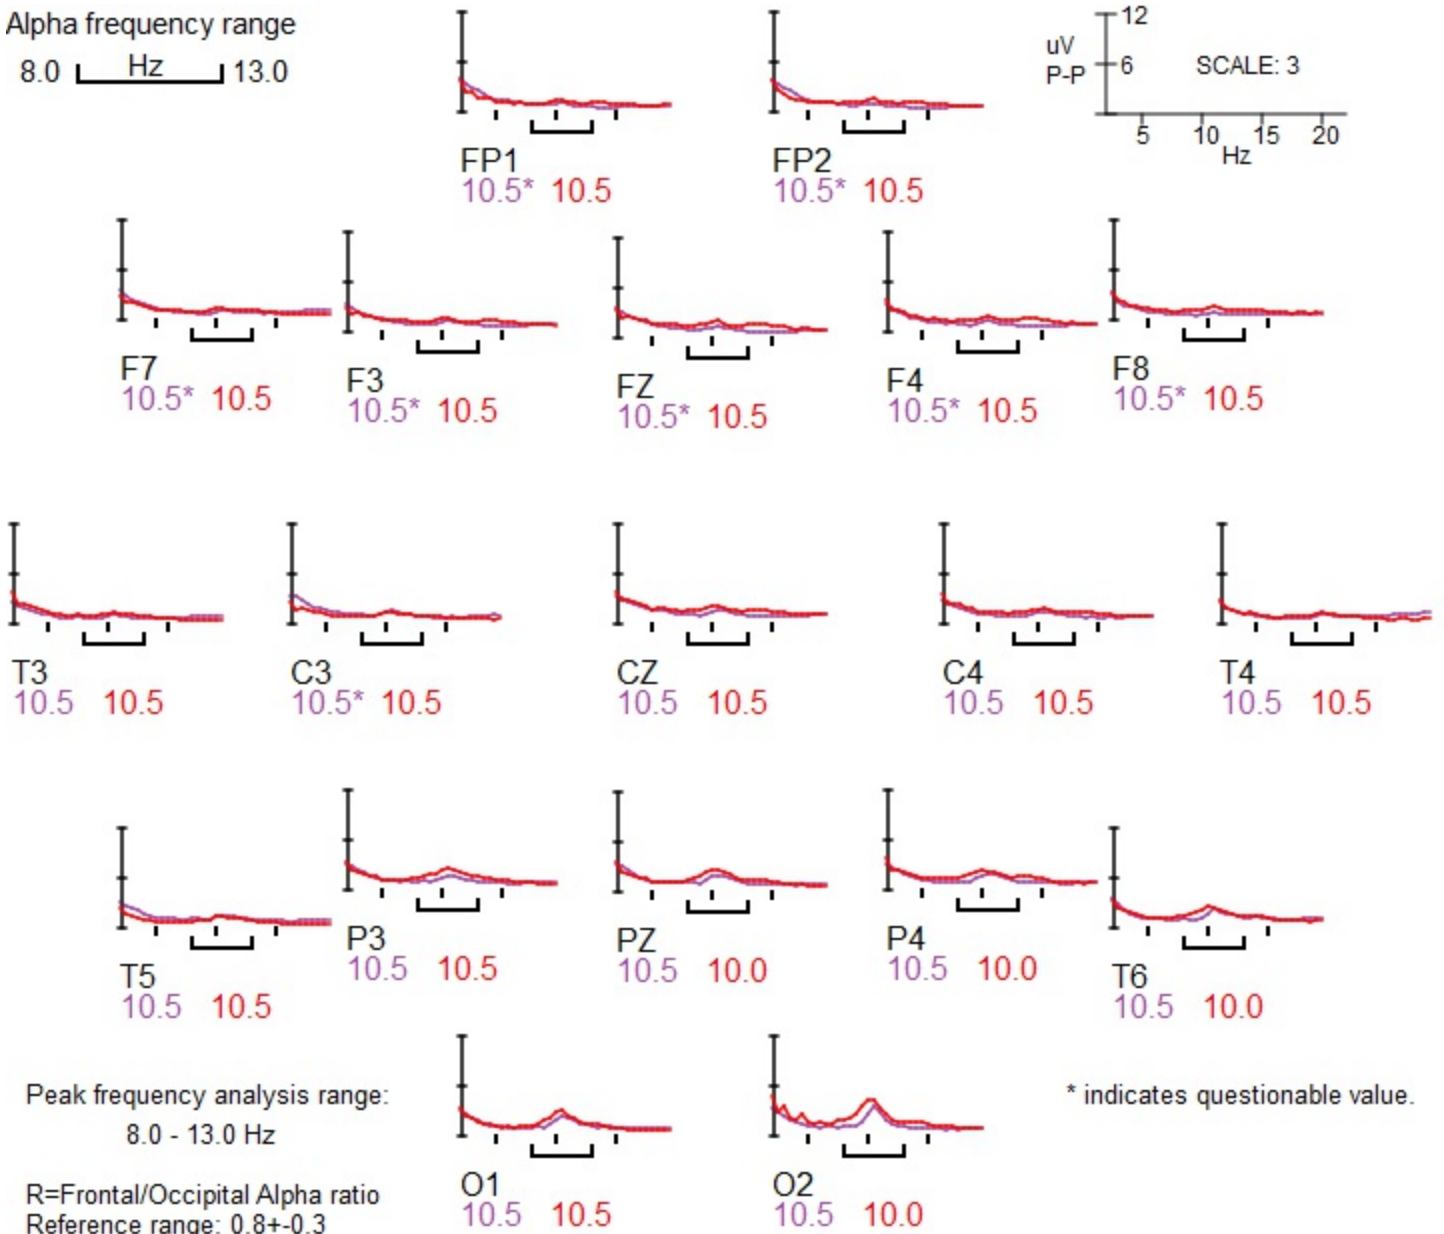 Alpha frequency range
8.0 Hz 13.0
uV
P-P
12
6
SCALE: 3
5 10 15 20
Hz
FP1
10.5* 10.5
FP2
10.5* 10.5
F7
10.5* 10.5
F3
10.5* 10.5
FZ
10.5* 10.5
F4
10.5* 10.5
F8
10.5* 10.5
T3
10.5 10.5
C3
10.5* 10.5
CZ
10.5 10.5
C4
10.5 10.5
T4
10.5 10.5
T5
10.5 10.5
P3
10.5 10.5
PZ
10.5 10.0
P4
10.5 10.0
T6
10.5 10.0
Peak frequency analysis range:
8.0 - 13.0 Hz
* indicates questionable value.
O1
10.5 10.5
O2
10.5 10.0
R=Frontal/Occipital Alpha ratio
Reference range: 0.8+-0.3